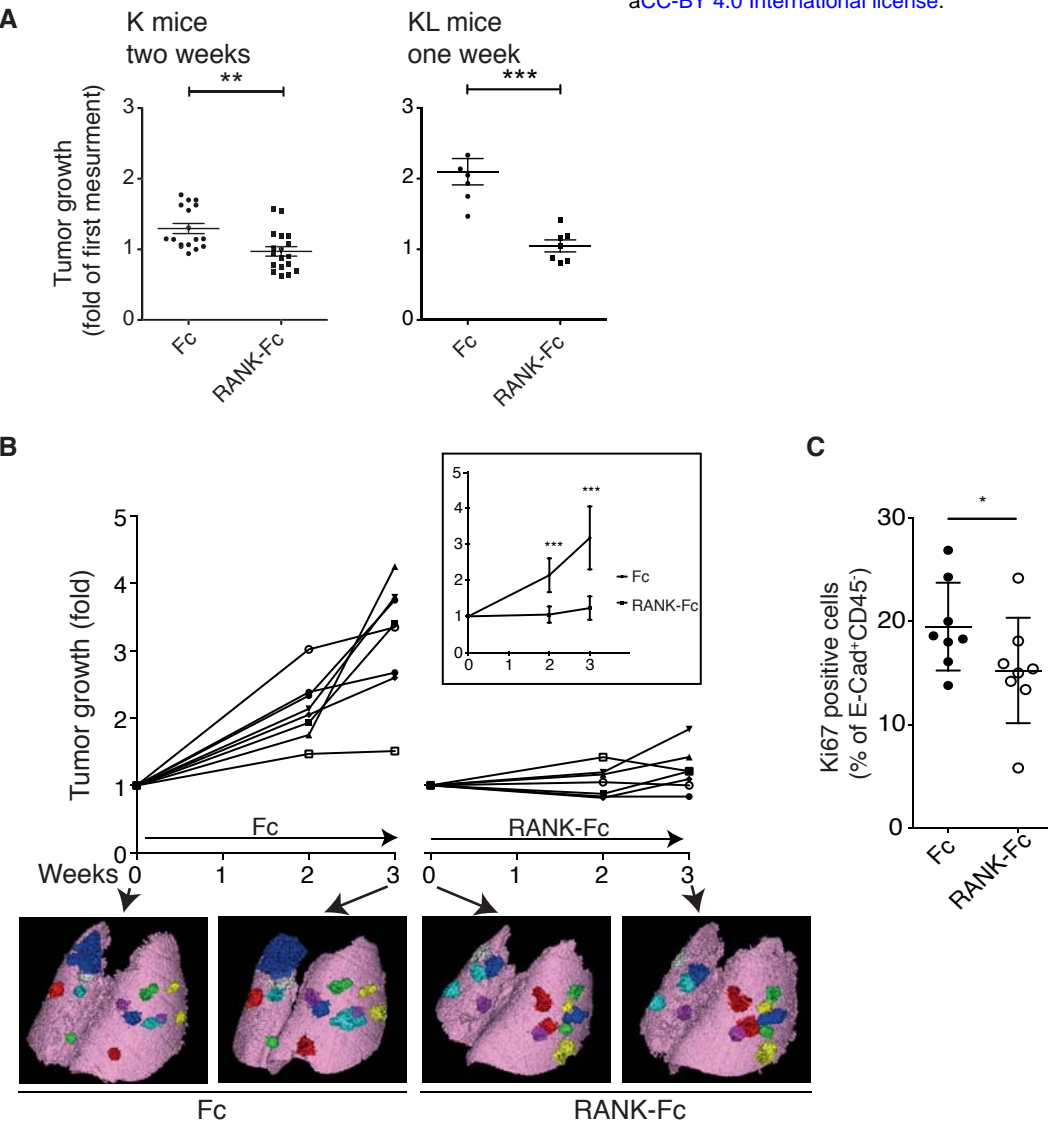 aCC-BY 4.0 International license.
A
K mice
two weeks
**
KL mice
one week
***
Tumor growth
(fold of first mesurment)
3
2
1
0
Fc
RANK-Fc
3
2
1
0
Fc
RANK-Fc
B
Tumor growth (fold)
5
4
3
2
1
0
Fc
RANK-Fc
Weeks 0 1 2 3
0 1 2 3
5
4
3
2
1
0
0 1 2 3
***
***
Fc
RANK-Fc
Fc
RANK-Fc
C
*
Ki67 positive cells
(% of E-Cad⁺CD45⁻)
30
20
10
0
Fc
RANK-Fc